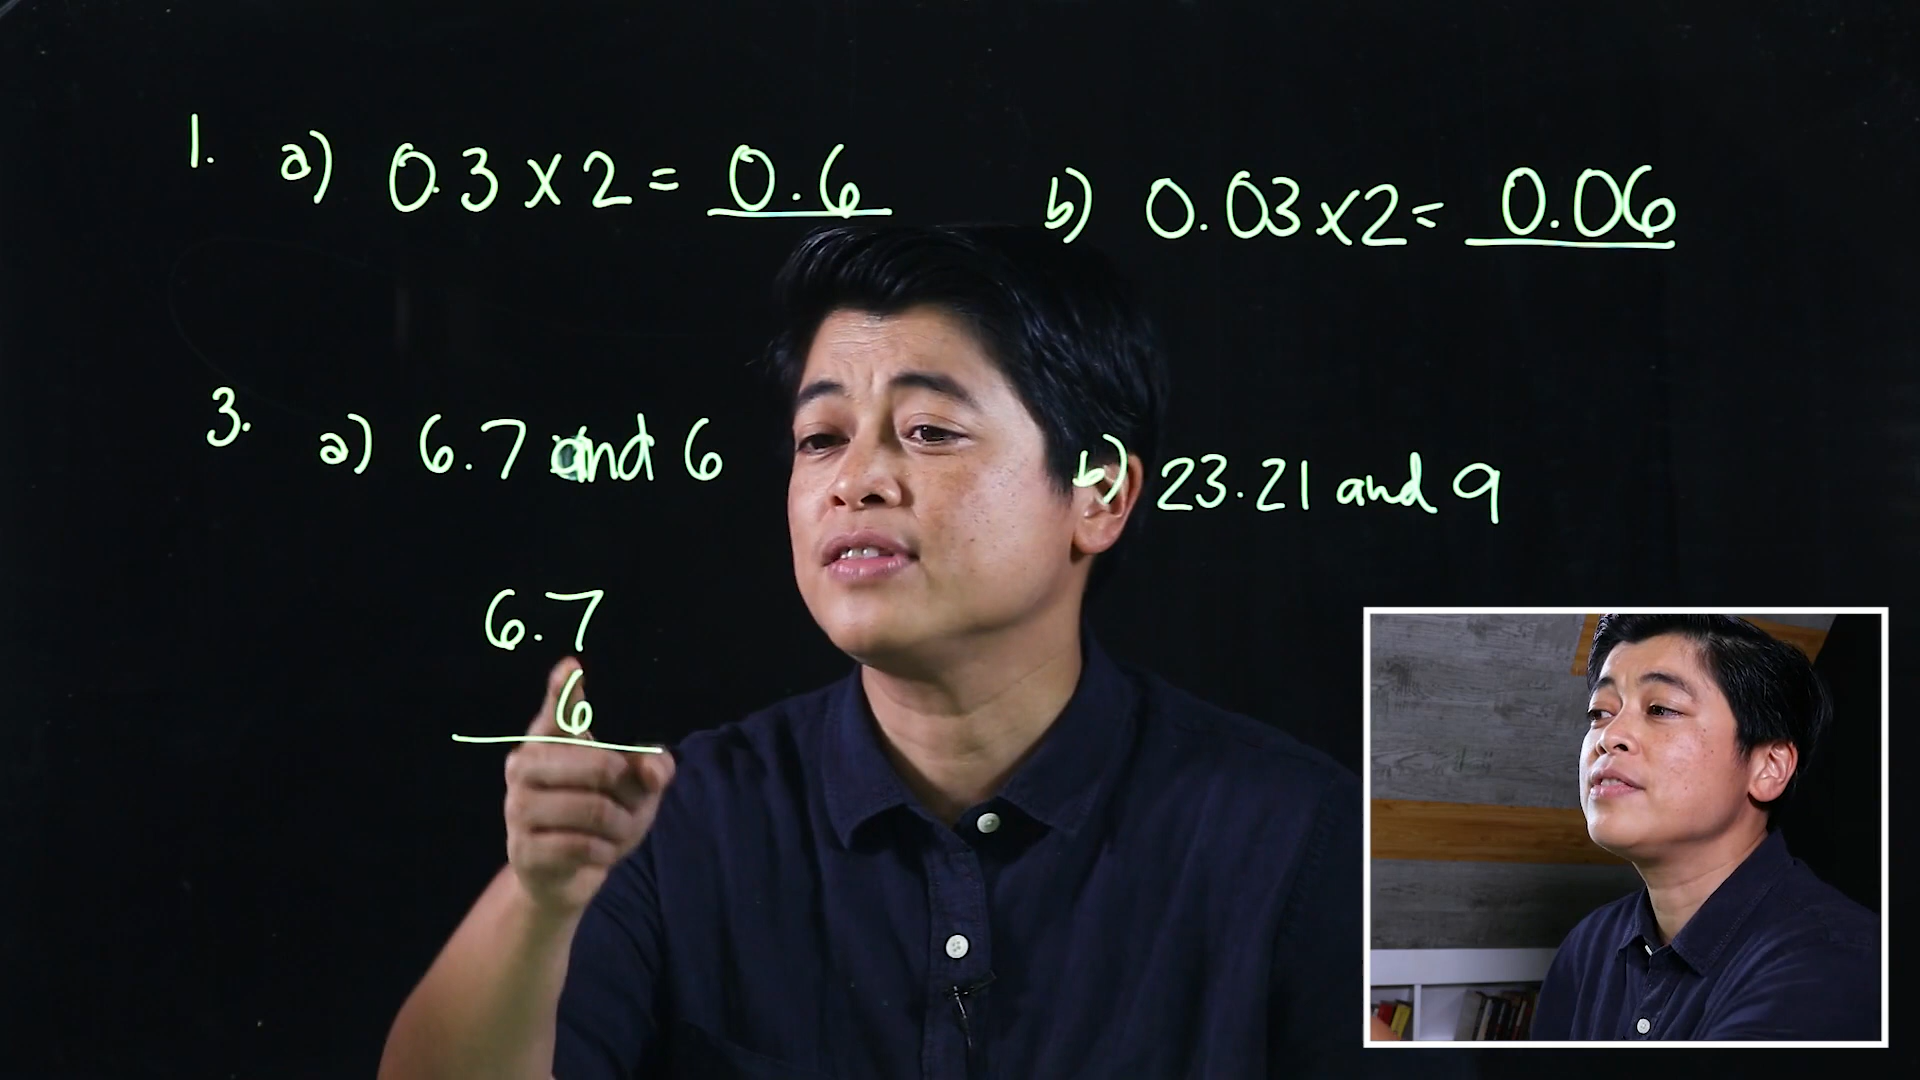 1. a) 0.3 x 2 = 0.6 b) 0.03 x 2 = 0.06
3. a) 6.7 and 6 b) 23.21 and 9
6.7
6